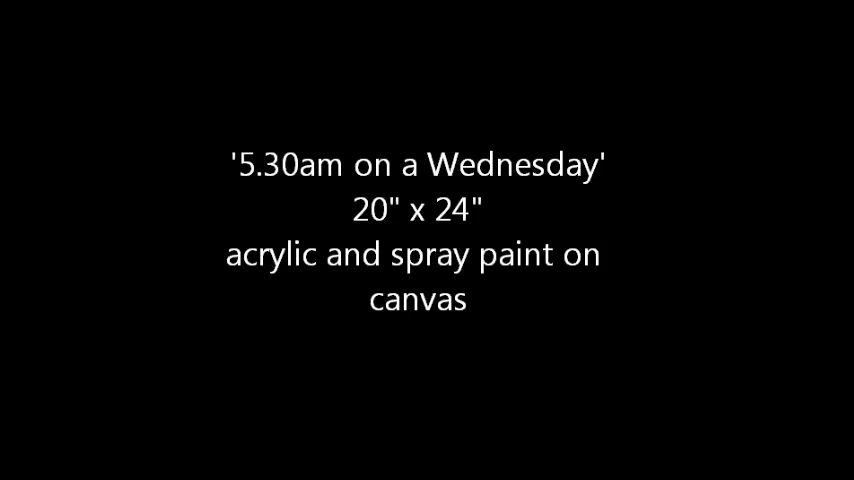 '5.30am on a Wednesday'
20" x 24"
acrylic and spray paint on
canvas